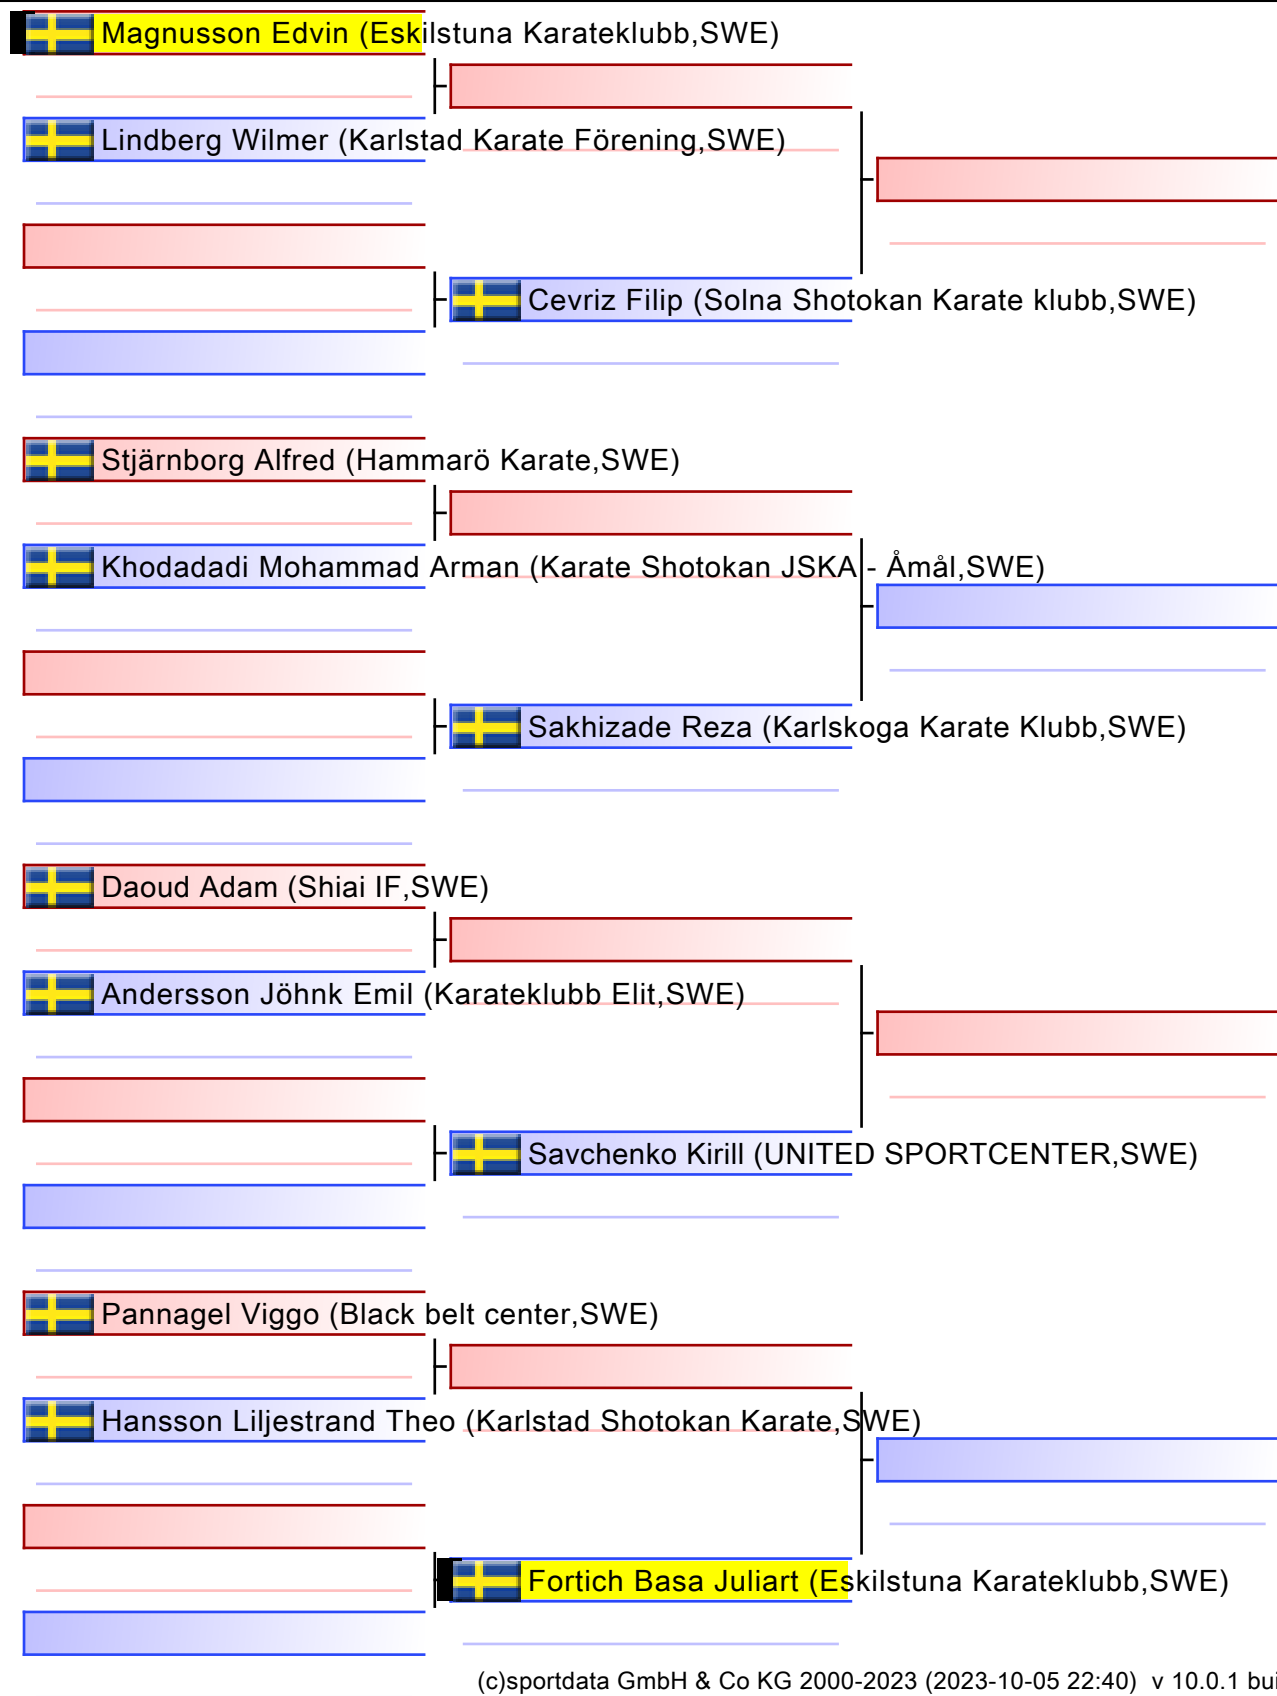 Magnusson Edvin (Eskilstuna Karateklubb,SWE)
Lindberg Wilmer (Karlstad Karate Förening,SWE)
Cevriz Filip (Solna Shotokan Karate klubb,SWE)
Stjärnborg Alfred (Hammarö Karate,SWE)
Khodadadi Mohammad Arman (Karate Shotokan JSKA - Åmål,SWE)
Sakhizade Reza (Karlskoga Karate Klubb,SWE)
Daoud Adam (Shiai IF,SWE)
Andersson Jöhnk Emil (Karateklubb Elit,SWE)
Savchenko Kirill (UNITED SPORTCENTER,SWE)
Pannagel Viggo (Black belt center,SWE)
Hansson Liljestrand Theo (Karlstad Shotokan Karate,SWE)
Fortich Basa Juliart (Eskilstuna Karateklubb,SWE)
(c)sportdata GmbH & Co KG 2000-2023 (2023-10-05 22:40) v 10.0.1 bui